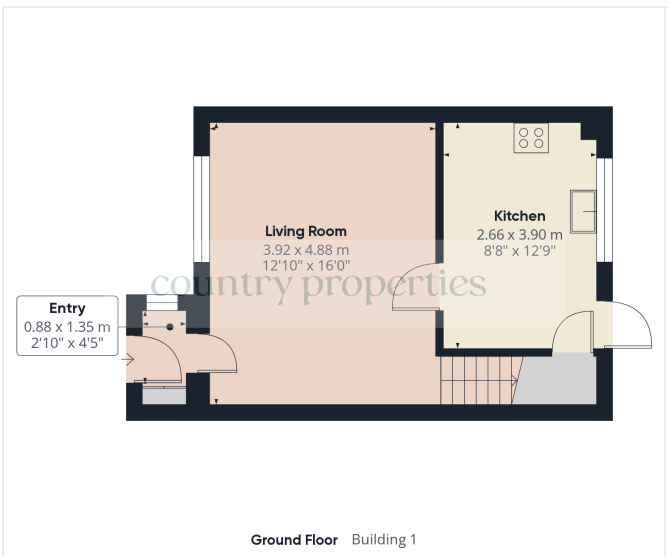 Living Room
3.92 x 4.88 m
12'10" x 16'0"
Kitchen
2.66 x 3.90 m
8'8" x 12'9"
country properties
Entry
0.88 x 1.35 m
2'10" x 4'5"
Ground Floor Building 1